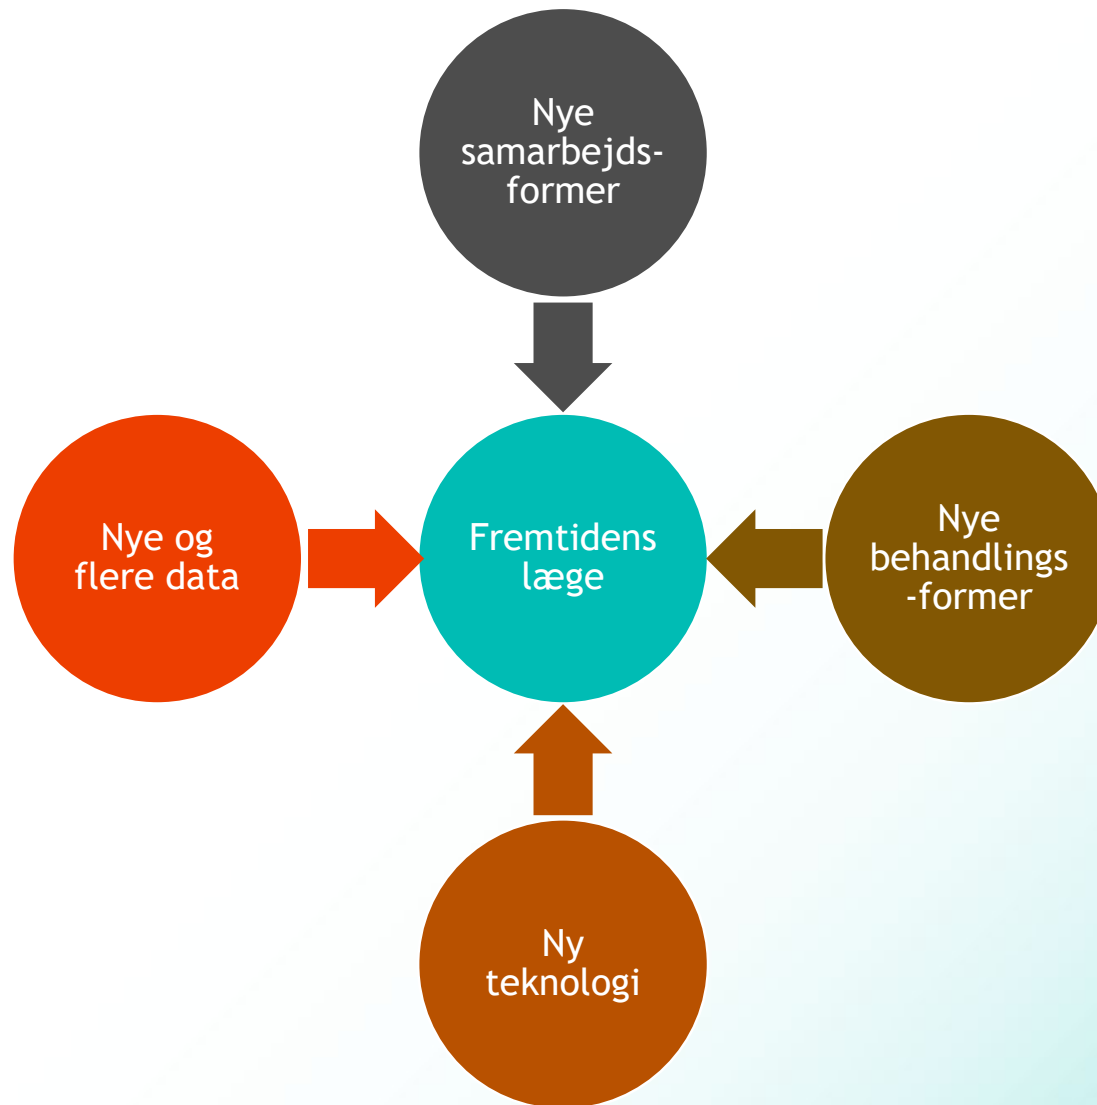 Nye
samarbejds-
former
Nye og
flere data
Fremtidens
læge
Nye
behandlings
-former
Ny
teknologi